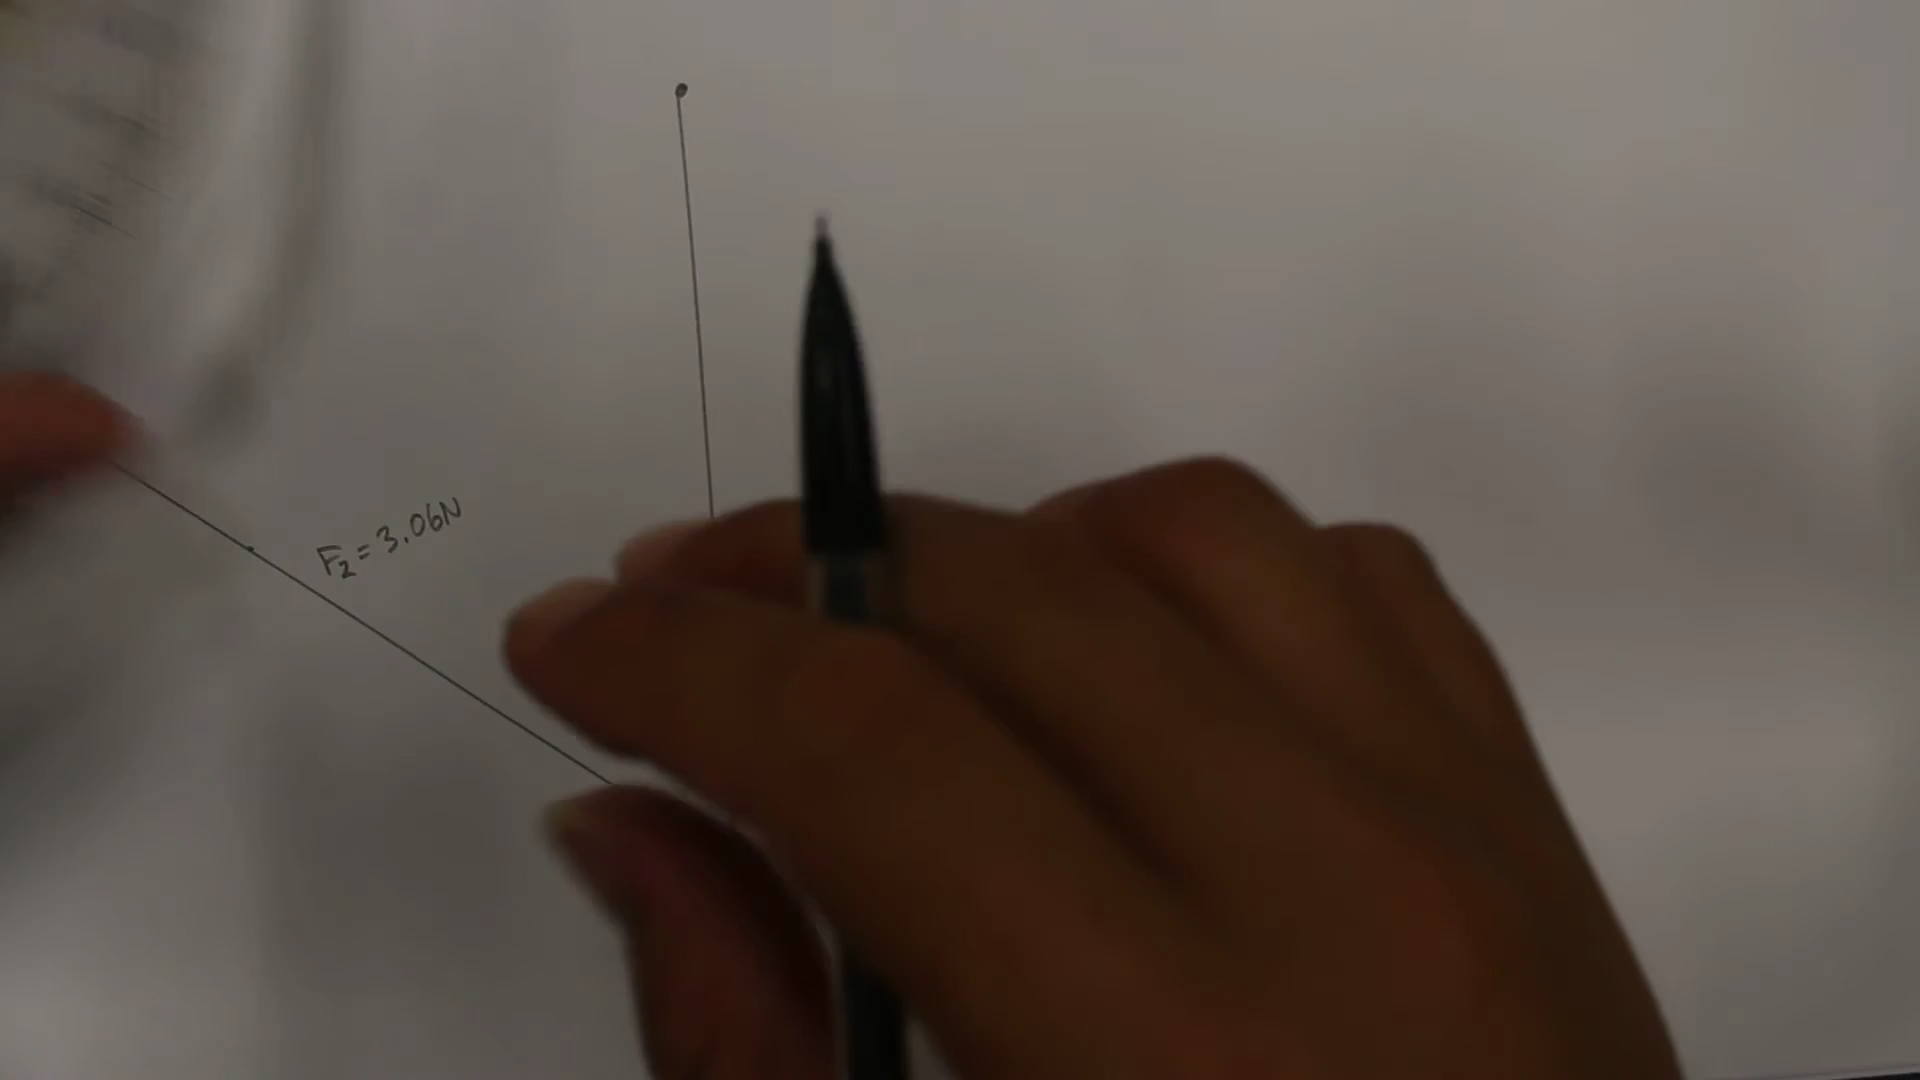 F₂ = 3.06N